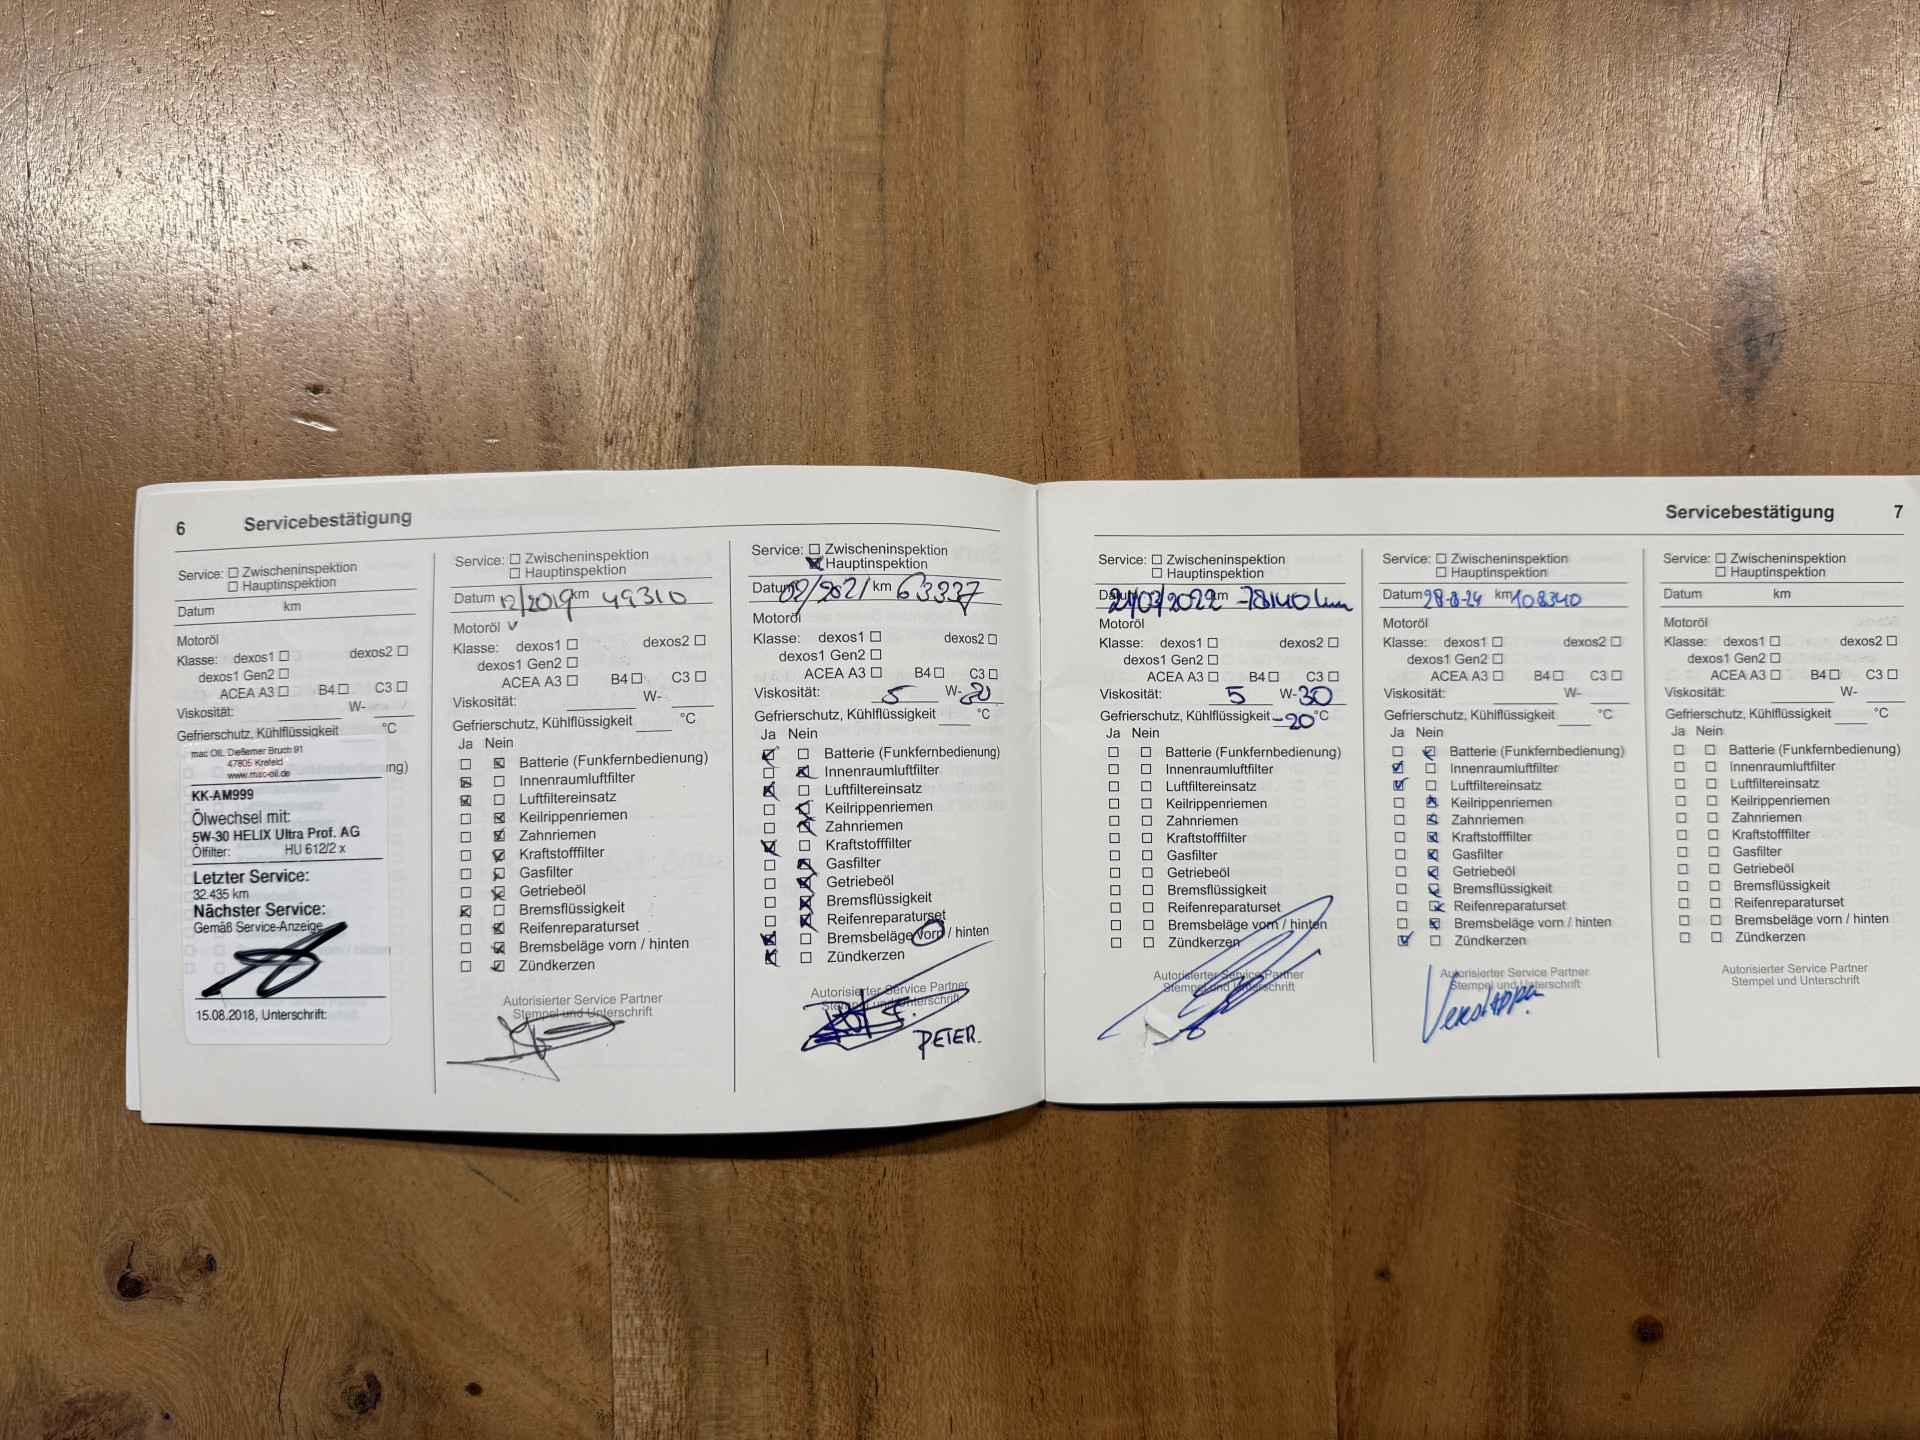 6 Servicebestätigung
Service: ☐ Zwischeninspektion
☐ Hauptinspektion
Datum km
Motoröl
Klasse: dexos1 ☐ dexos2 ☐
dexos1 Gen2 ☐
ACEA A3 ☐ B4 ☐ C3 ☐
Viskosität: W-
Gefrierschutz, Kühlflüssigkeit °C
mac OIL Dießemer Bruch 91
47805 Krefeld
www.mac-oil.de
KK-AM999
Ölwechsel mit:
5W-30 HELIX Ultra Prof. AG
Ölfilter: HU 612/2 x
Letzter Service:
32.435 km
Nächster Service:
Gemäß Service-Anzeige
15.08.2018, Unterschrift:
Service: ☐ Zwischeninspektion
☐ Hauptinspektion
Datum 12/2019 km 49310
Motoröl
Klasse: dexos1 ☐ dexos2 ☐
dexos1 Gen2 ☐
ACEA A3 ☐ B4 ☐ C3 ☐
Viskosität: W-
Gefrierschutz, Kühlflüssigkeit °C
Ja Nein
Batterie (Funkfernbedienung)
Innenraumluftfilter
Luftfiltereinsatz
Keilrippenriemen
Zahnriemen
Kraftstofffilter
Gasfilter
Getriebeöl
Bremsflüssigkeit
Reifenreparaturset
Bremsbeläge vorn / hinten
Zündkerzen
Autorisierter Service Partner
Stempel und Unterschrift
Service: ☐ Zwischeninspektion
☒ Hauptinspektion
Datum 02/2021 km 63337
Motoröl
Klasse: dexos1 ☐ dexos2 ☐
dexos1 Gen2 ☐
ACEA A3 ☐ B4 ☐ C3 ☐
Viskosität: 5 W-
Gefrierschutz, Kühlflüssigkeit °C
Ja Nein
Batterie (Funkfernbedienung)
Innenraumluftfilter
Luftfiltereinsatz
Keilrippenriemen
Zahnriemen
Kraftstofffilter
Gasfilter
Getriebeöl
Bremsflüssigkeit
Reifenreparaturset
Bremsbeläge vorn / hinten
Zündkerzen
Autorisierter Service Partner
Stempel und Unterschrift
PETER.
Servicebestätigung 7
Service: ☐ Zwischeninspektion
☐ Hauptinspektion
Datum /03/2022 km 78140 km
Motoröl
Klasse: dexos1 ☐ dexos2 ☐
dexos1 Gen2 ☐
ACEA A3 ☐ B4 ☐ C3 ☐
Viskosität: 5 W-30
Gefrierschutz, Kühlflüssigkeit -20 °C
Ja Nein
Batterie (Funkfernbedienung)
Innenraumluftfilter
Luftfiltereinsatz
Keilrippenriemen
Zahnriemen
Kraftstofffilter
Gasfilter
Getriebeöl
Bremsflüssigkeit
Reifenreparaturset
Bremsbeläge vorn / hinten
Zündkerzen
Autorisierter Service Partner
Stempel und Unterschrift
Service: ☐ Zwischeninspektion
☐ Hauptinspektion
Datum 28-8-24 km 108340
Motoröl
Klasse: dexos1 ☐ dexos2 ☐
dexos1 Gen2 ☐
ACEA A3 ☐ B4 ☐ C3 ☐
Viskosität: W-
Gefrierschutz, Kühlflüssigkeit °C
Ja Nein
Batterie (Funkfernbedienung)
Innenraumluftfilter
Luftfiltereinsatz
Keilrippenriemen
Zahnriemen
Kraftstofffilter
Gasfilter
Getriebeöl
Bremsflüssigkeit
Reifenreparaturset
Bremsbeläge vorn / hinten
Zündkerzen
Autorisierter Service Partner
Stempel und Unterschrift
Service: ☐ Zwischeninspektion
☐ Hauptinspektion
Datum km
Motoröl
Klasse: dexos1 ☐ dexos2 ☐
dexos1 Gen2 ☐
ACEA A3 ☐ B4 ☐ C3 ☐
Viskosität: W-
Gefrierschutz, Kühlflüssigkeit °C
Ja Nein
Batterie (Funkfernbedienung)
Innenraumluftfilter
Luftfiltereinsatz
Keilrippenriemen
Zahnriemen
Kraftstofffilter
Gasfilter
Getriebeöl
Bremsflüssigkeit
Reifenreparaturset
Bremsbeläge vorn / hinten
Zündkerzen
Autorisierter Service Partner
Stempel und Unterschrift